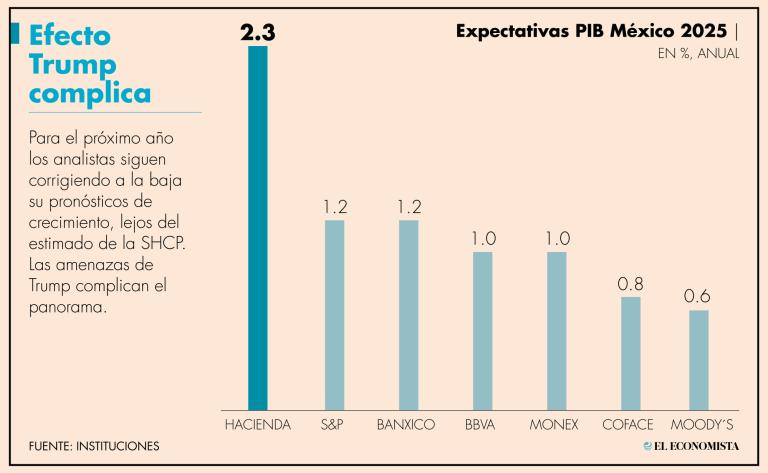 Efecto
Trump
complica
Para el próximo año
los analistas siguen
corrigiendo a la baja
su pronósticos de
crecimiento, lejos del
estimado de la SHCP.
Las amenazas de
Trump complican el
panorama.
Expectativas PIB México 2025 |
EN %, ANUAL
2.3
1.2
1.2
1.0
1.0
0.8
0.6
HACIENDA
S&P
BANXICO
BBVA
MONEX
COFACE
MOODY´S
FUENTE: INSTITUCIONES
EL ECONOMISTA